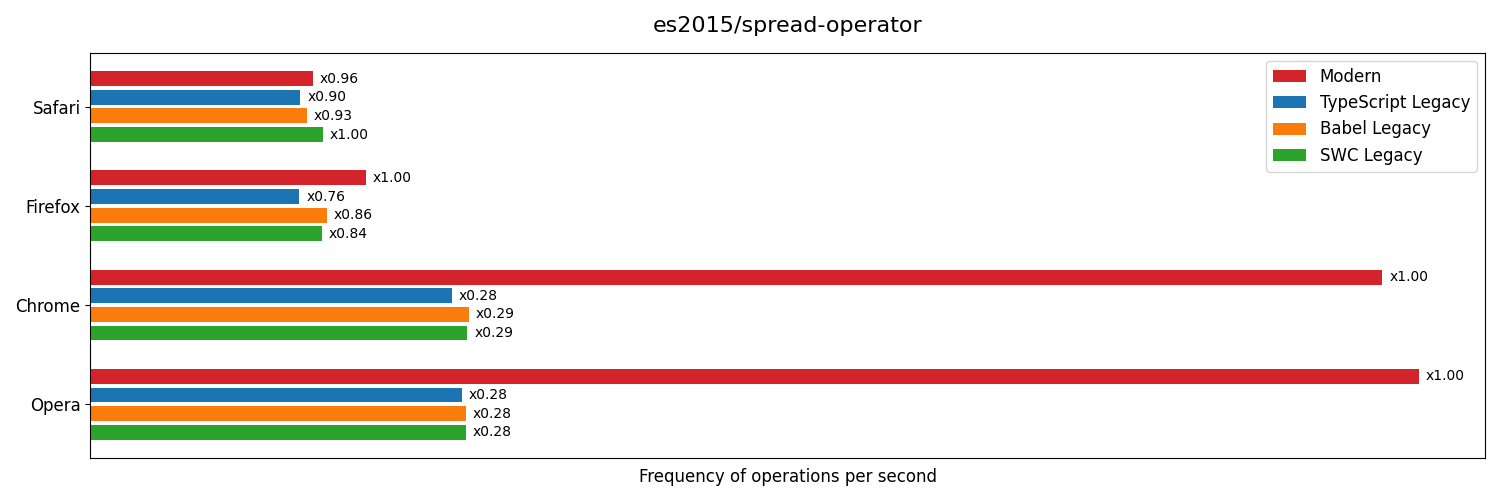 es2015/spread-operator
Modern
TypeScript Legacy
Babel Legacy
SWC Legacy
Safari
x0.96
x0.90
x0.93
x1.00
Firefox
x1.00
x0.76
x0.86
x0.84
Chrome
x1.00
x0.28
x0.29
x0.29
Opera
x1.00
x0.28
x0.28
x0.28
Frequency of operations per second